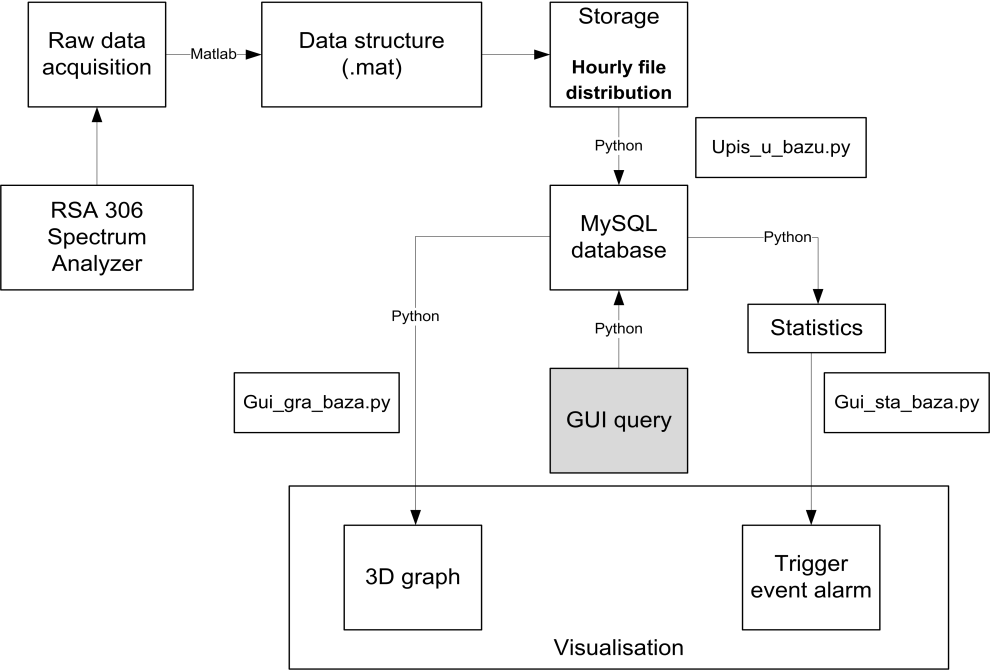 Raw data
acquisition
Matlab
Data structure
(.mat)
Storage
Hourly file
distribution
Python
Upis_u_bazu.py
RSA 306
Spectrum
Analyzer
MySQL
database
Python
Python
Python
Statistics
Gui_gra_baza.py
GUI query
Gui_sta_baza.py
3D graph
Trigger
event alarm
Visualisation